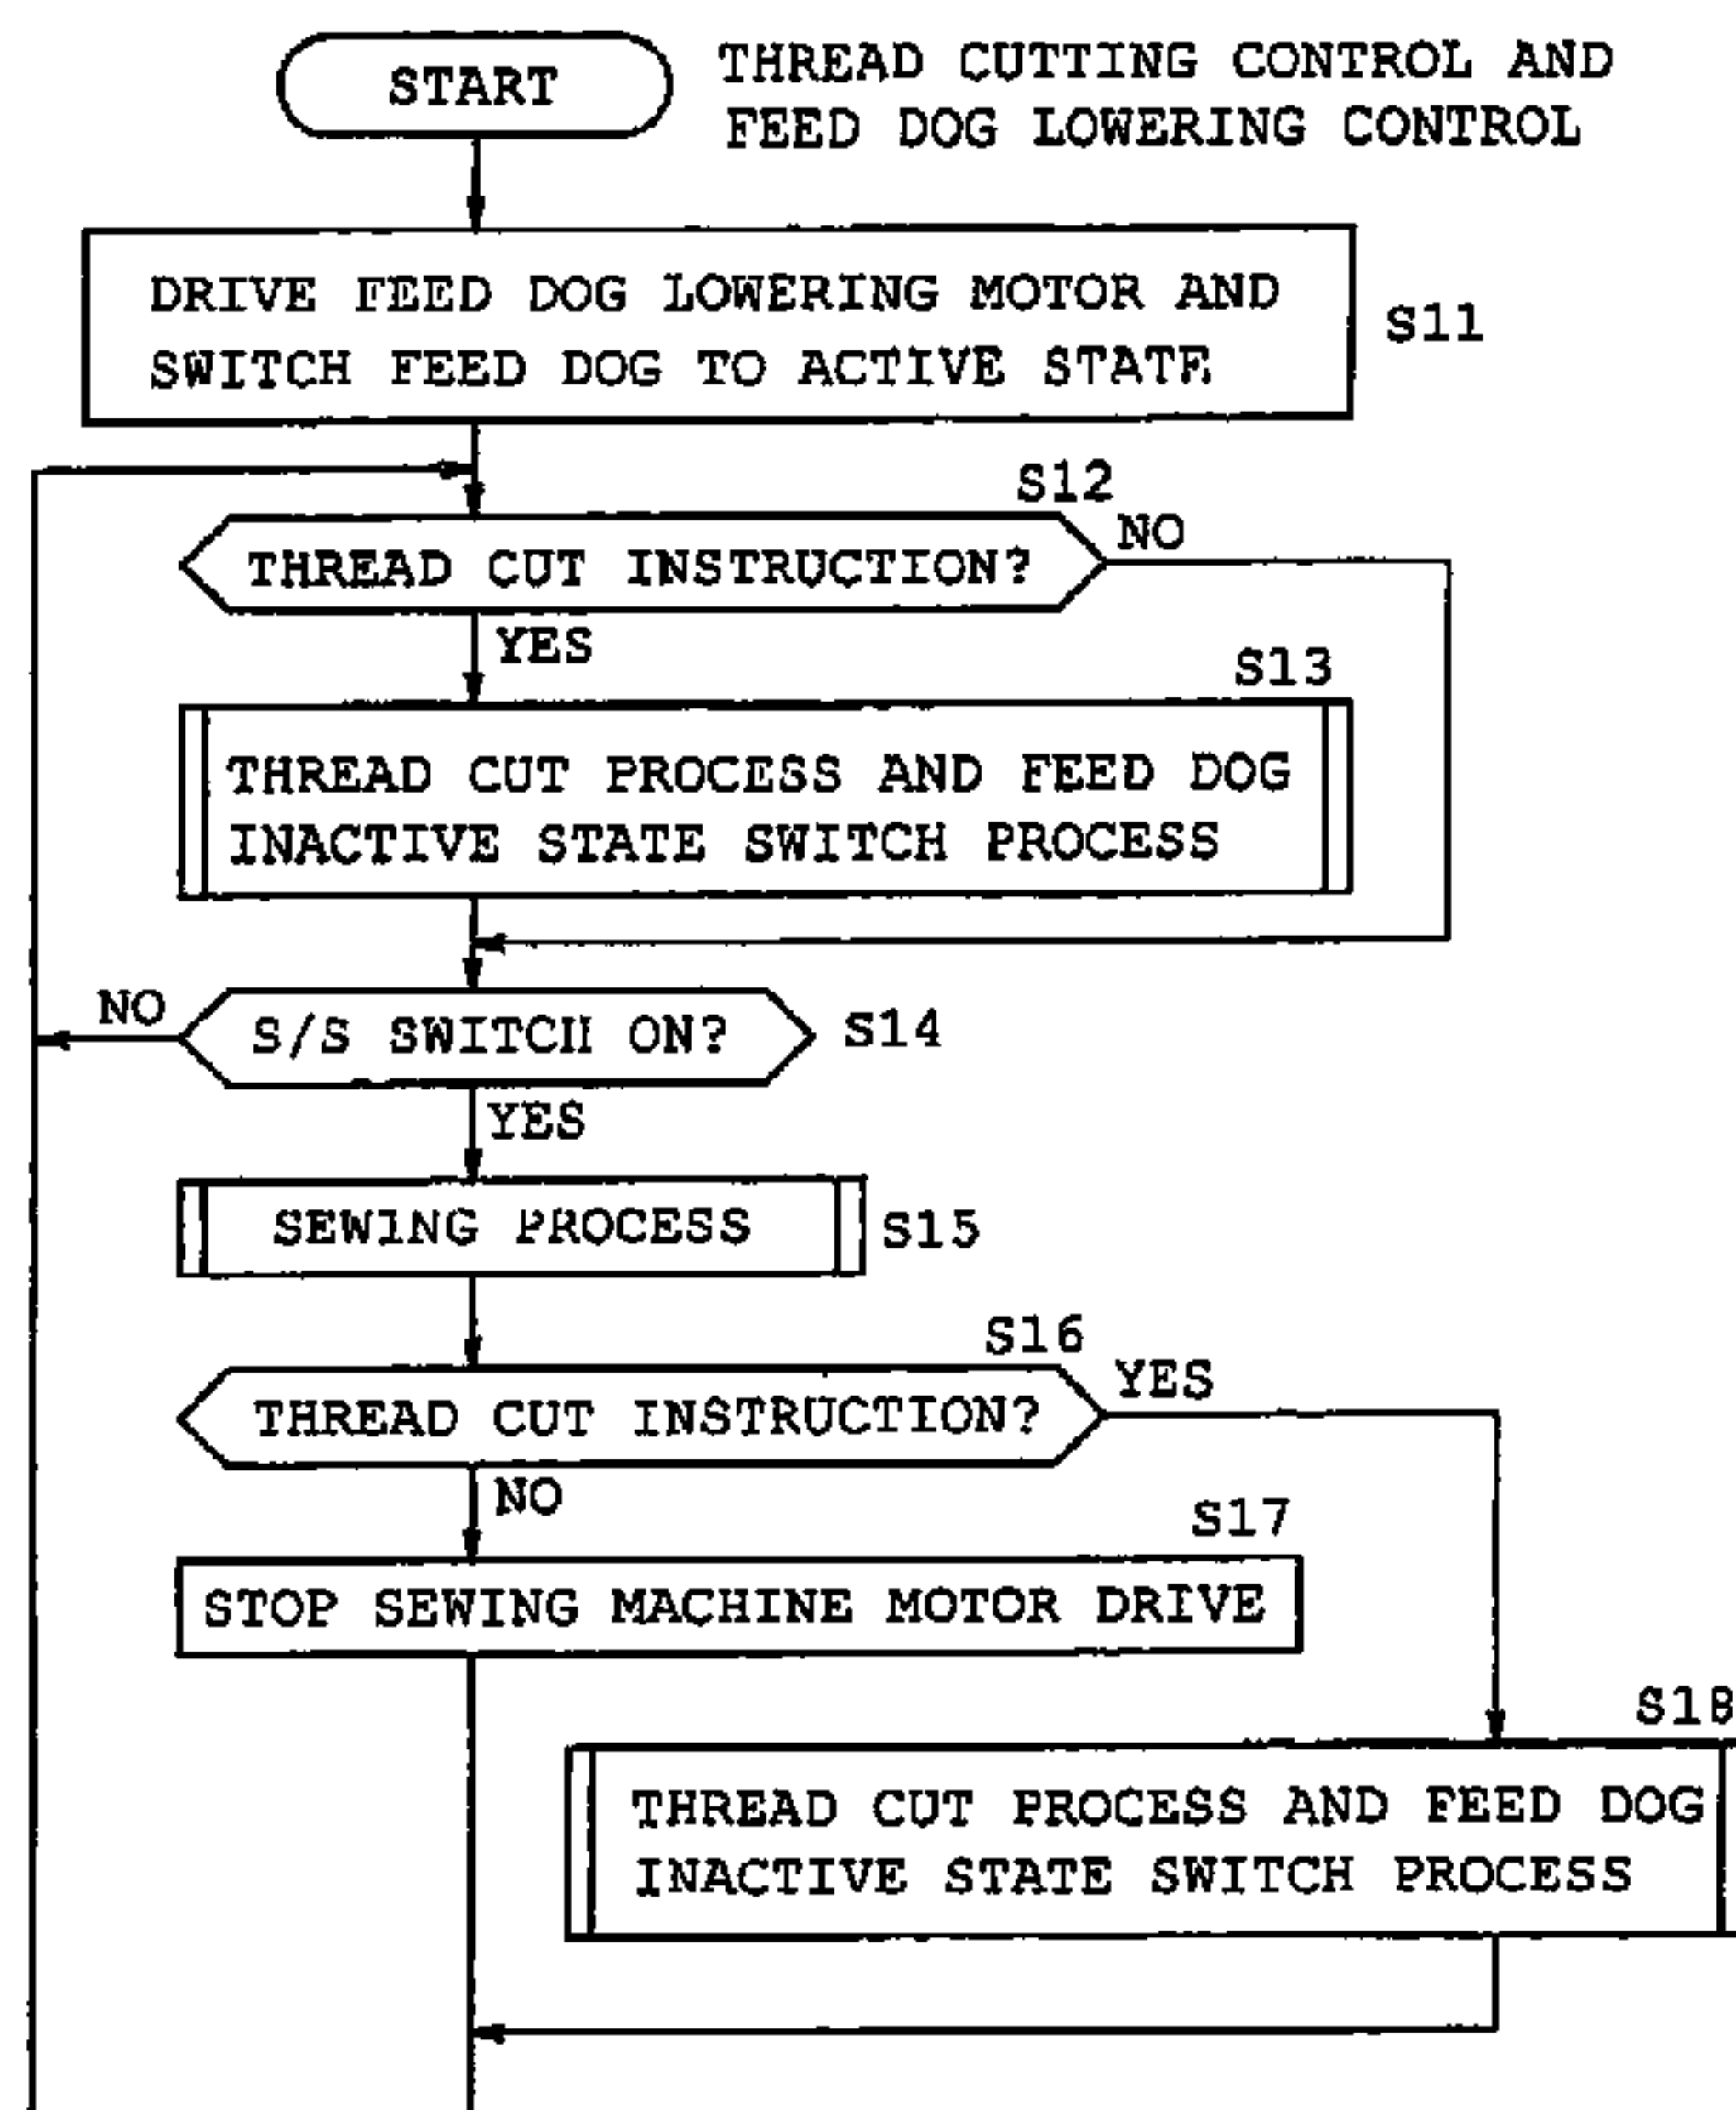 START
THREAD CUTTING CONTROL AND
FEED DOG LOWERING CONTROL
DRIVE FEED DOG LOWERING MOTOR AND
SWITCH FEED DOG TO ACTIVE STATE
S11
S12
THREAD CUT INSTRUCTION?
NO
YES
S13
THREAD CUT PROCESS AND FEED DOG
INACTIVE STATE SWITCH PROCESS
NO
S/S SWITCH ON?
S14
YES
SEWING PROCESS
S15
S16
THREAD CUT INSTRUCTION?
YES
NO
S17
STOP SEWING MACHINE MOTOR DRIVE
S18
THREAD CUT PROCESS AND FEED DOG
INACTIVE STATE SWITCH PROCESS